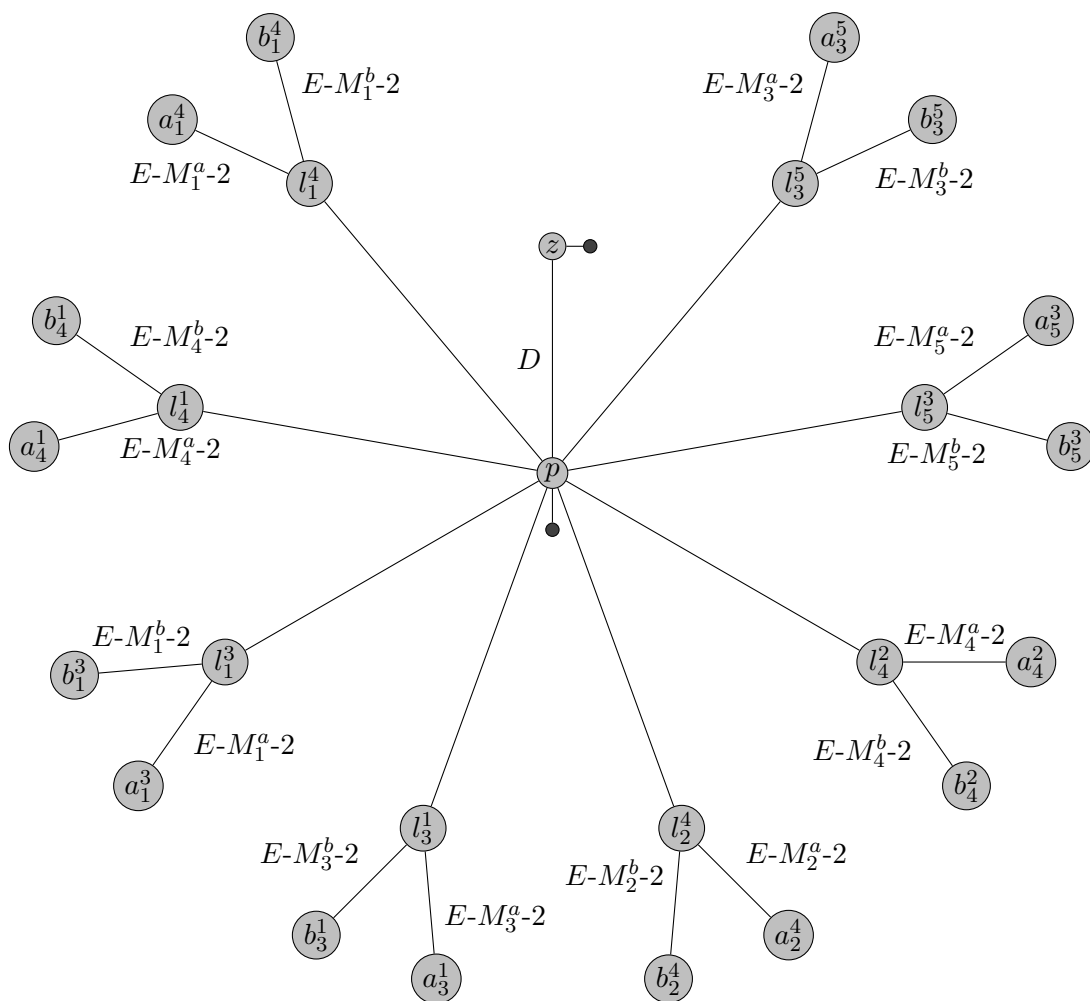 b_1^4
a_3^5
E-M_1^b-2
E-M_3^a-2
a_1^4
b_3^5
E-M_1^a-2
l_1^4
l_3^5
E-M_3^b-2
z
b_4^1
E-M_4^b-2
E-M_5^a-2
a_5^3
D
l_4^1
l_5^3
a_4^1
E-M_4^a-2
E-M_5^b-2
b_5^3
p
b_1^3
E-M_1^b-2
l_1^3
l_4^2
E-M_4^a-2
a_4^2
E-M_1^a-2
E-M_4^b-2
a_1^3
b_4^2
l_3^1
l_2^4
E-M_3^b-2
E-M_2^b-2
E-M_2^a-2
E-M_3^a-2
b_3^1
a_2^4
a_3^1
b_2^4